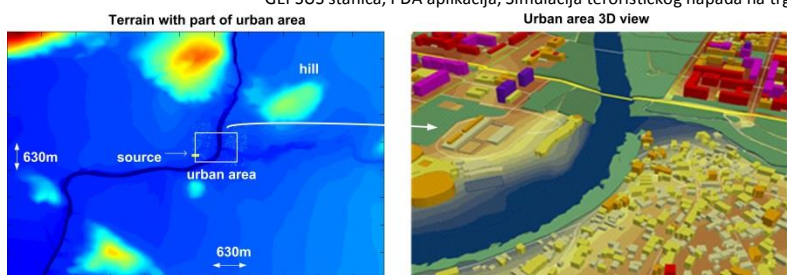 GEPSUS stanica, PDA aplikacija, Simulacija terorističkog napada na trg
Terrain with part of urban area
Urban area 3D view
hill
630m
source
urban area
630m